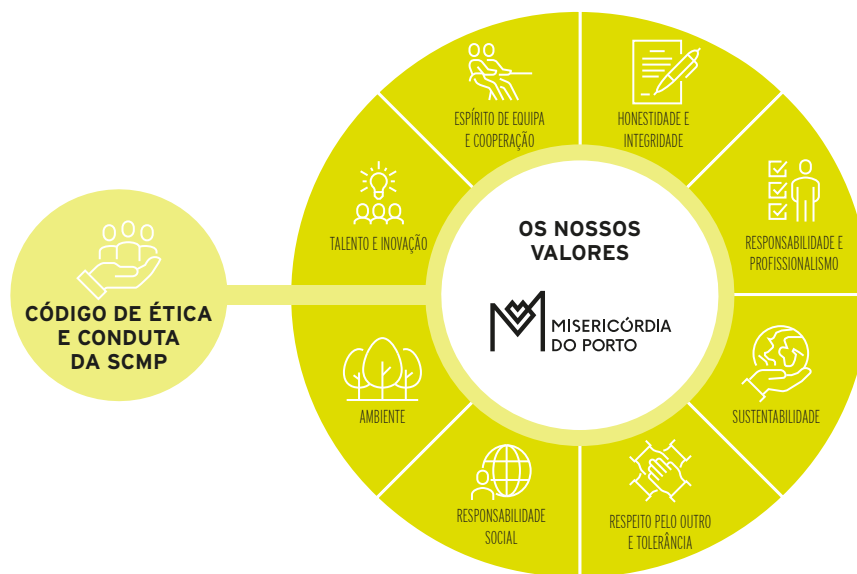 CÓDIGO DE ÉTICA
E CONDUTA
DA SCMP
OS NOSSOS
VALORES
MISERICÓRDIA
DO PORTO
ESPÍRITO DE EQUIPA
E COOPERAÇÃO
HONESTIDADE E
INTEGRIDADE
RESPONSABILIDADE E
PROFISSIONALISMO
SUSTENTABILIDADE
RESPEITO PELO OUTRO
E TOLERÂNCIA
RESPONSABILIDADE
SOCIAL
AMBIENTE
TALENTO E INOVAÇÃO